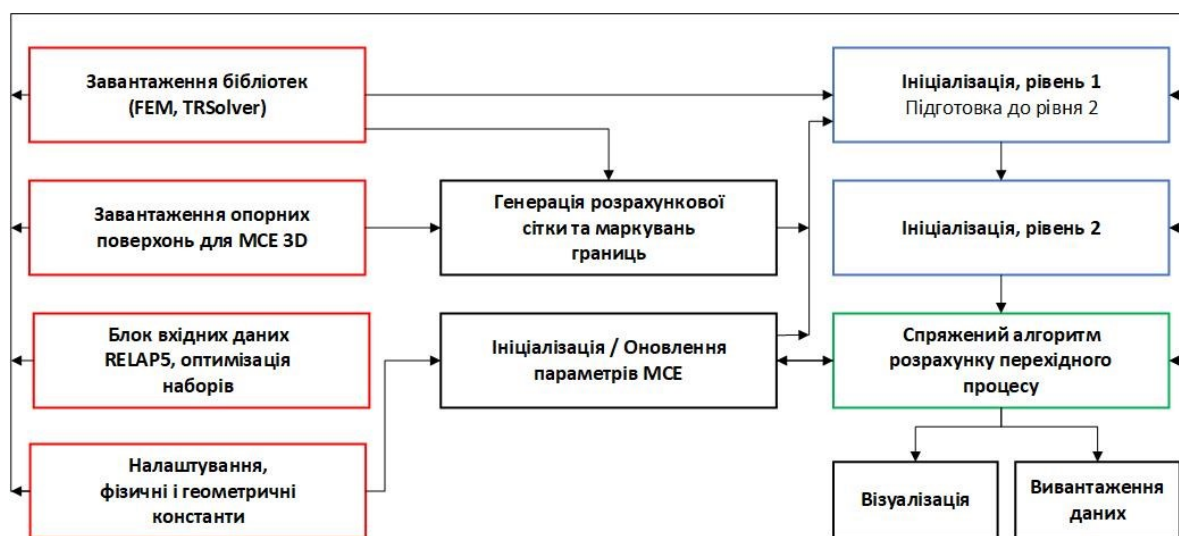 Завантаження бібліотек
(FEM, TRSolver)
Ініціалізація, рівень 1
Підготовка до рівня 2
Завантаження опорних
поверхонь для МСЕ 3D
Генерація розрахункової
сітки та маркувань
границь
Ініціалізація, рівень 2
Блок вхідних даних
RELAP5, оптимізація
наборів
Ініціалізація / Оновлення
параметрів МСЕ
Спряжений алгоритм
розрахунку перехідного
процесу
Налаштування,
фізичні і геометричні
константи
Візуалізація
Вивантаження
даних